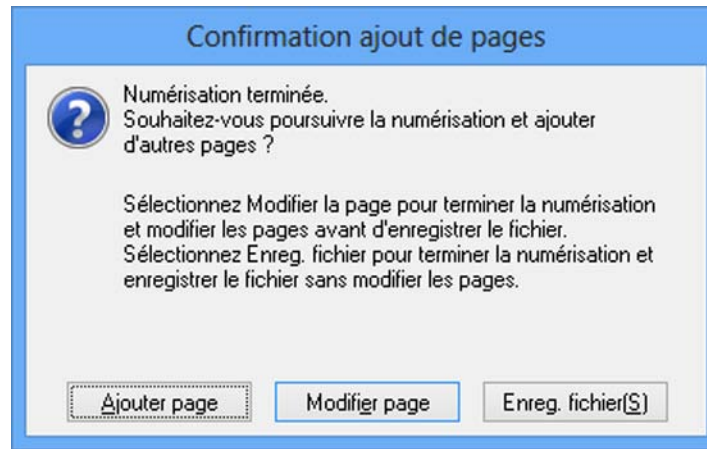 Confirmation ajout de pages
Numérisation terminée.
Souhaitez-vous poursuivre la numérisation et ajouter
d'autres pages ?
Sélectionnez Modifier la page pour terminer la numérisation
et modifier les pages avant d'enregistrer le fichier.
Sélectionnez Enreg. fichier pour terminer la numérisation et
enregistrer le fichier sans modifier les pages.
Ajouter page
Modifier page
Enreg. fichier(S)